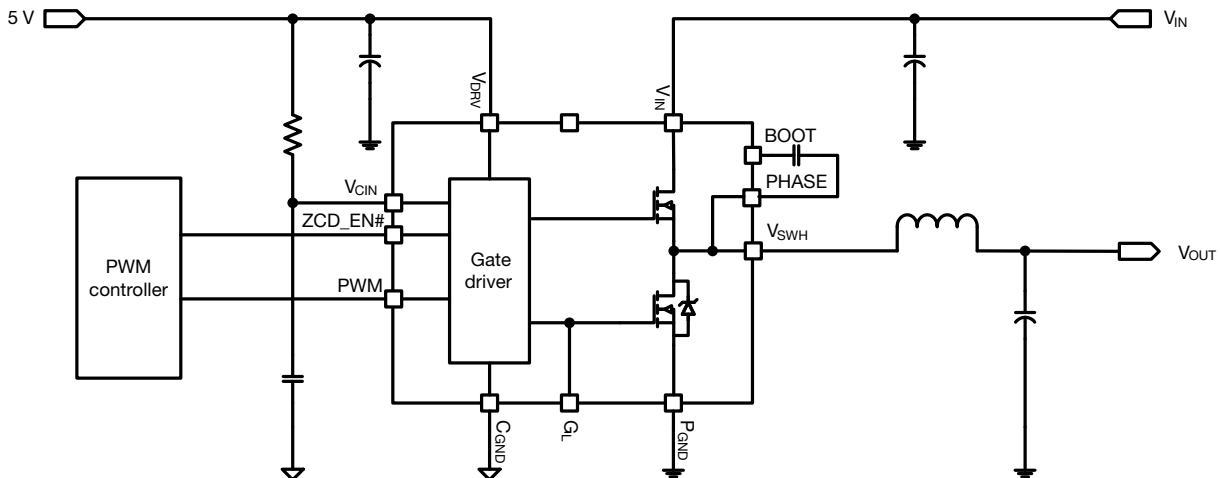 5 V
VIN
VDRV
VIN
BOOT
PHASE
VCIN
ZCD_EN#
VSWH
VOUT
PWM
controller
Gate
driver
PWM
CGND
GL
PGND